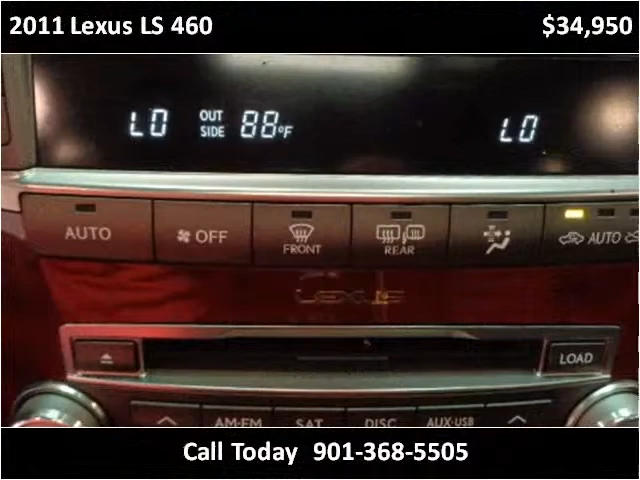 2011 Lexus LS 460 $34,950
LO OUT SIDE 88°F LO
AUTO OFF FRONT REAR AUTO
LEXUS
LOAD
AM·FM SAT DISC AUX·USB
Call Today 901-368-5505